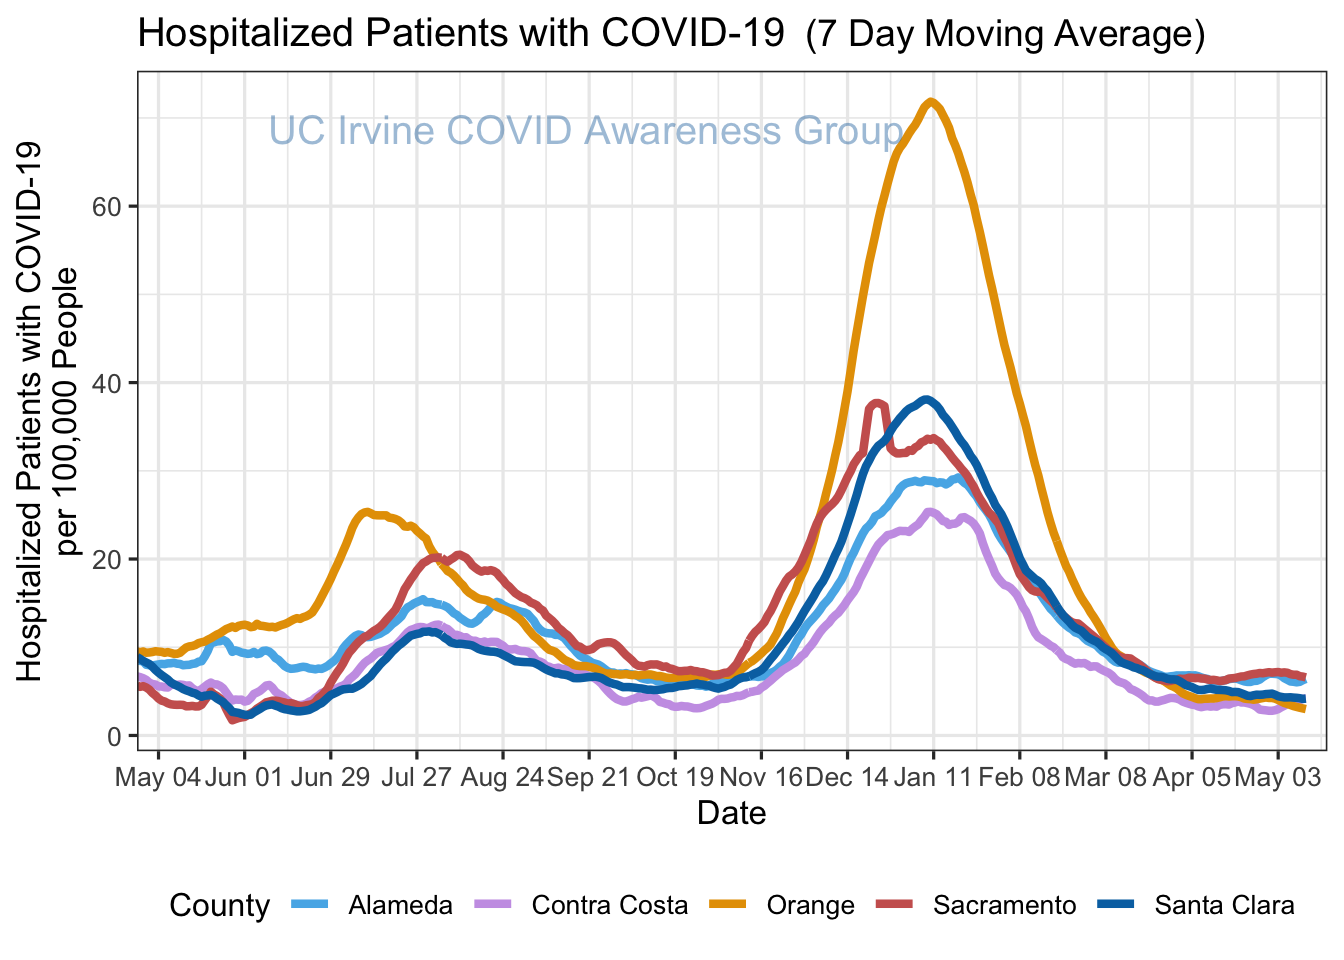 Hospitalized Patients with COVID-19 (7 Day Moving Average)
UC Irvine COVID Awareness Group
Hospitalized Patients with COVID-19
per 100,000 People
60
40
20
0
May 04 Jun 01 Jun 29 Jul 27 Aug 24 Sep 21 Oct 19 Nov 16 Dec 14 Jan 11 Feb 08 Mar 08 Apr 05 May 03
Date
County Alameda Contra Costa Orange Sacramento Santa Clara